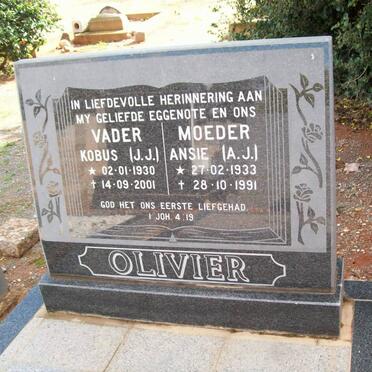 IN LIEFDEVOLLE HERINNERING AAN
MY GELIEFDE EGGENOTE EN ONS
VADER MOEDER
KOBUS (J.J.) ANSIE (A.J.)
★ 02·01·1930 ★ 27·02·1933
✝ 14·09·2001 ✝ 28·10·1991
GOD HET ONS EERSTE LIEFGEHAD.
1 JOH. 4:19
OLIVIER